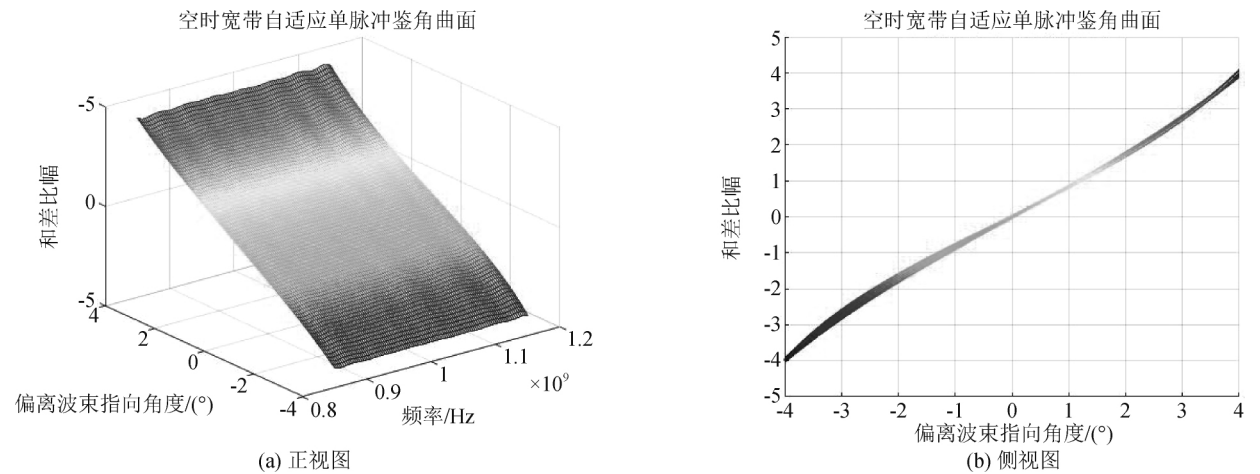 空时宽带自适应单脉冲鉴角曲面
-5
0
-5
和差比幅
4
2
0
-2
-4
偏离波束指向角度/(°)
0.8
0.9
1
1.1
1.2
×10⁹
频率/Hz
(a) 正视图
空时宽带自适应单脉冲鉴角曲面
5
4
3
2
1
0
-1
-2
-3
-4
-5
和差比幅
-4 -3 -2 -1 0 1 2 3 4
偏离波束指向角度/(°)
(b) 侧视图